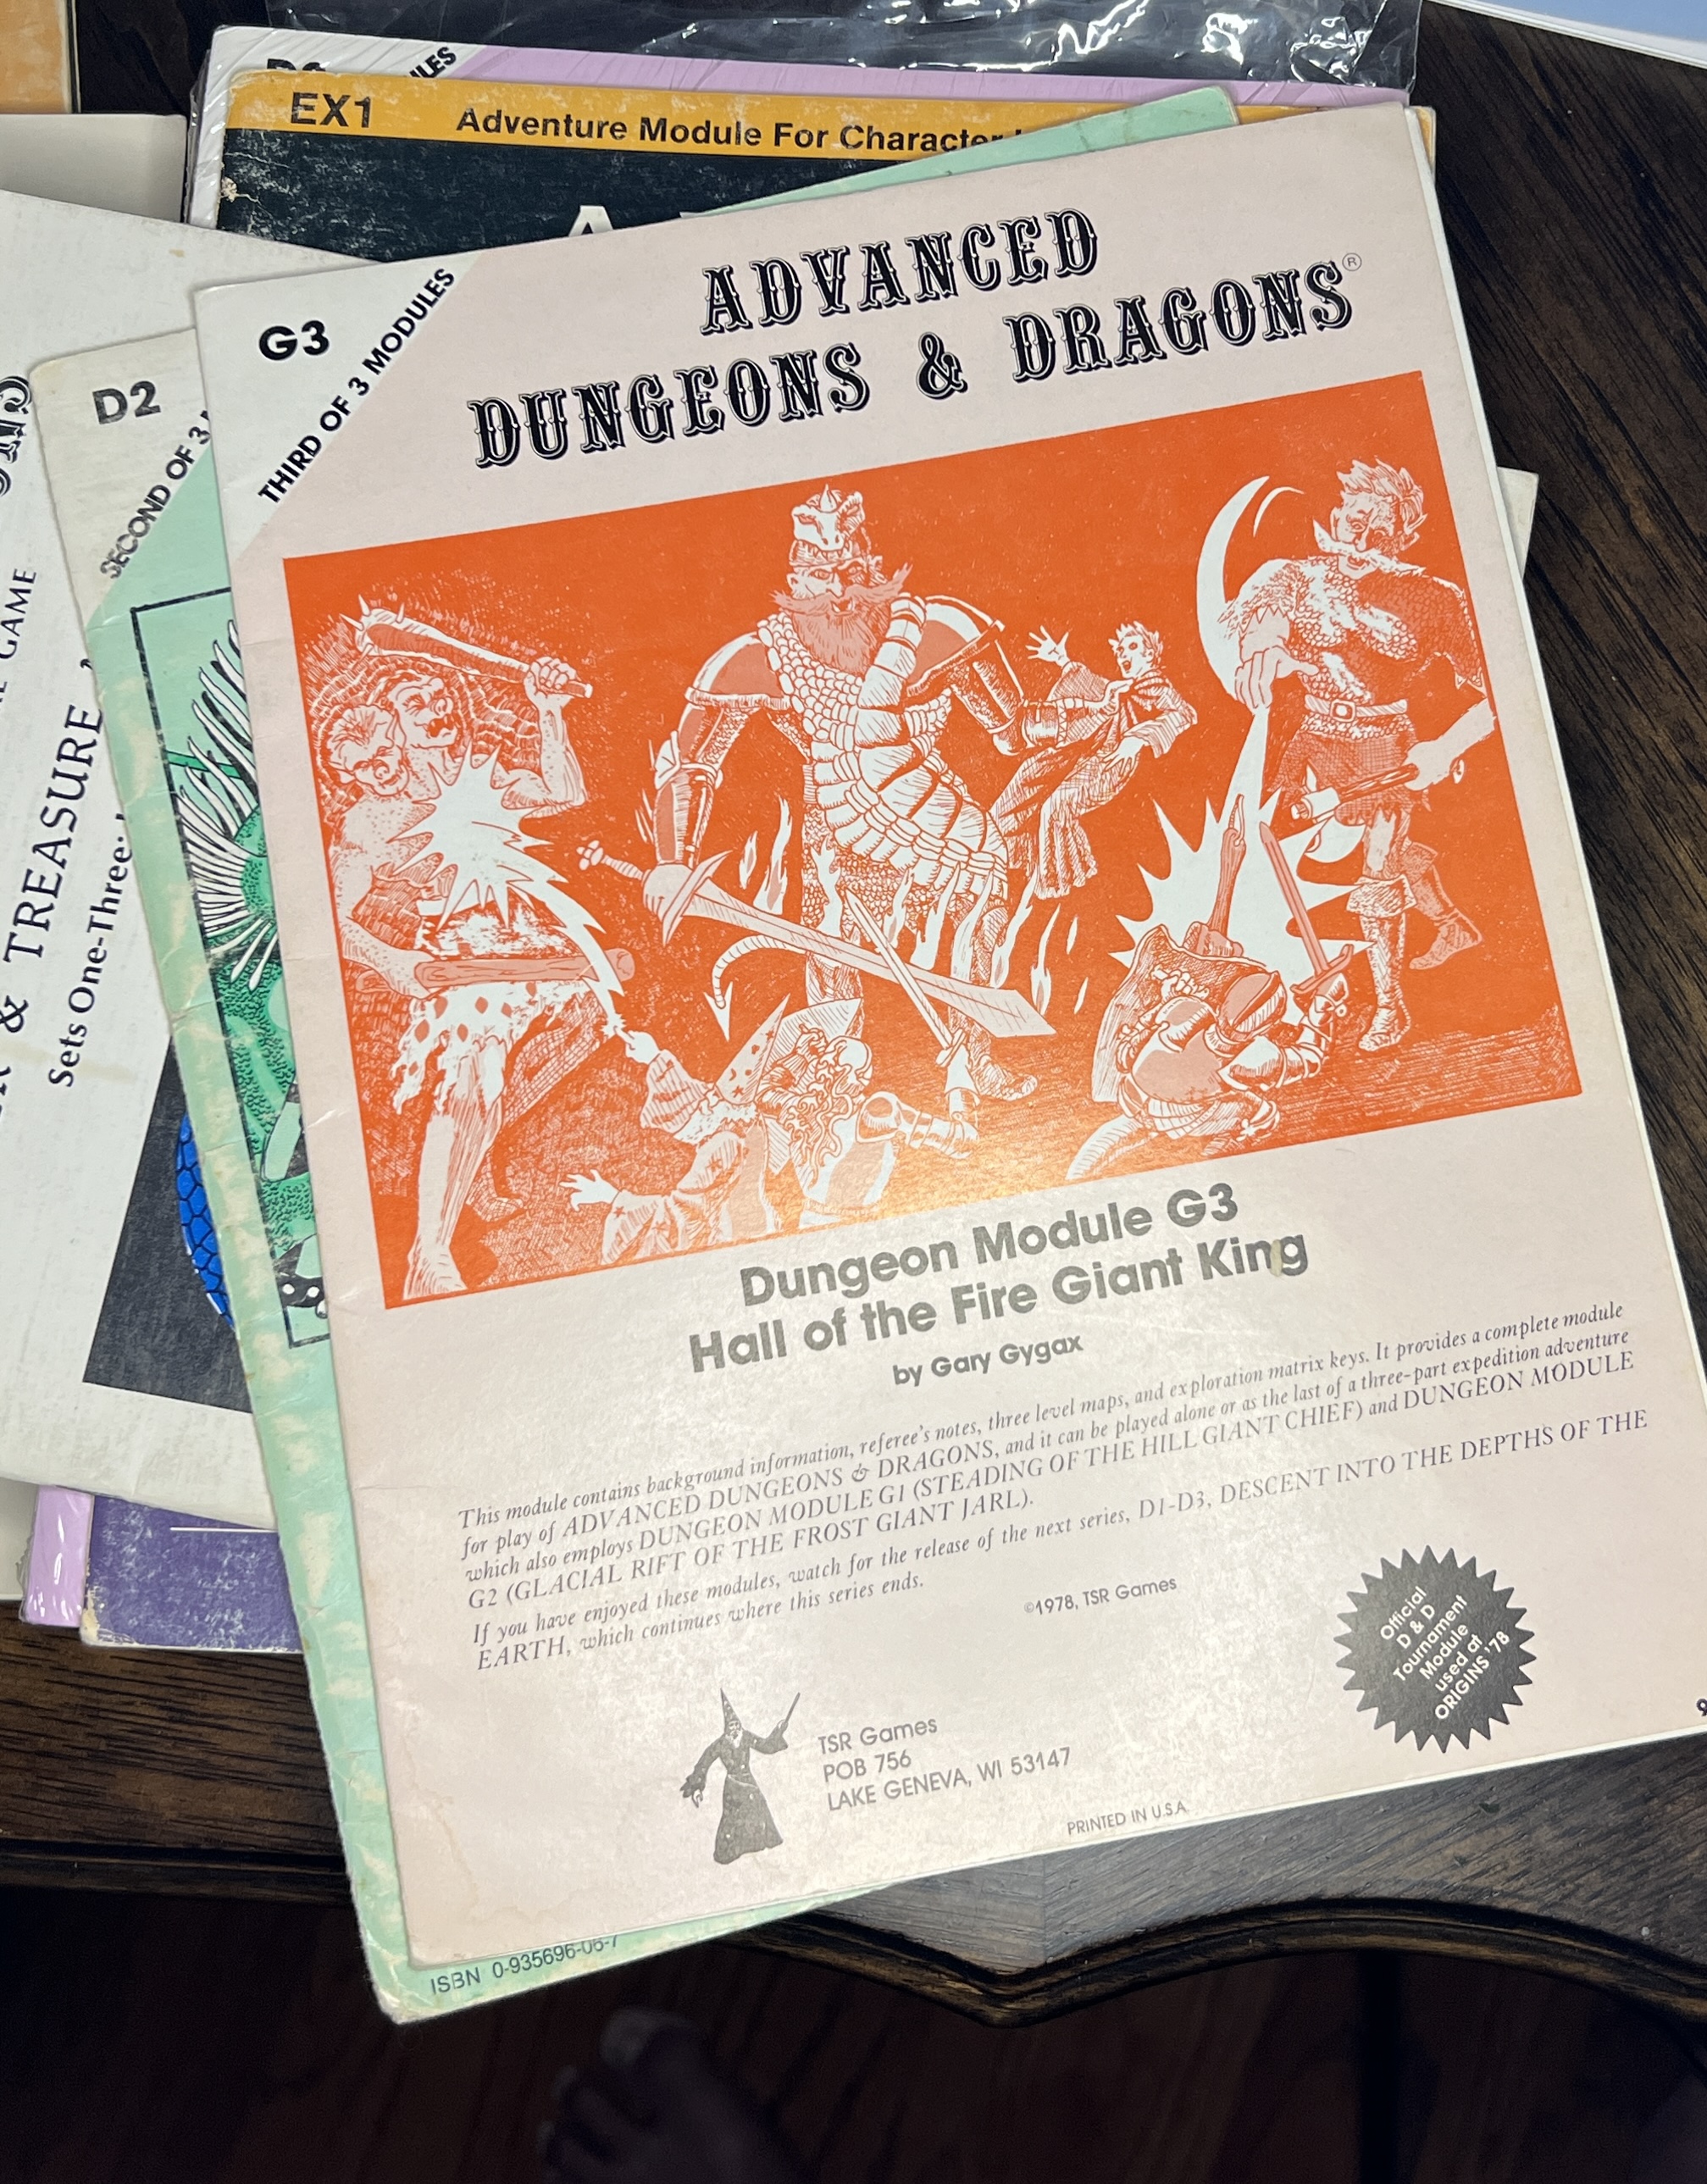 ULES
EX1
Adventure Module For Character
G3
THIRD OF 3 MODULES
ADVANCED
DUNGEONS & DRAGONS®
D2
SECOND OF 3
GAME
& TREASURE
Sets One-Three:
Dungeon Module G3
Hall of the Fire Giant King
by Gary Gygax
This module contains background information, referee's notes, three level maps, and exploration matrix keys. It provides a complete module
for play of ADVANCED DUNGEONS & DRAGONS, and it can be played alone or as the last of a three-part expedition adventure
which also employs DUNGEON MODULE G1 (STEADING OF THE HILL GIANT CHIEF) and DUNGEON MODULE
G2 (GLACIAL RIFT OF THE FROST GIANT JARL).
If you have enjoyed these modules, watch for the release of the next series, D1-D3, DESCENT INTO THE DEPTHS OF THE
EARTH, which continues where this series ends.
©1978, TSR Games
Official
D & D
Tournament
Module
used at
ORIGINS '78
TSR Games
POB 756
LAKE GENEVA, WI 53147
PRINTED IN U.S.A.
ISBN 0-935696-06-7